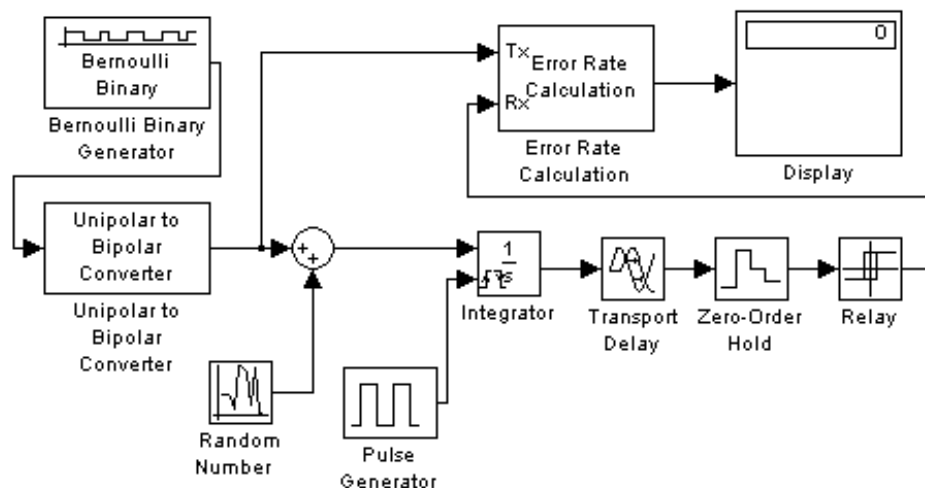 Bernoulli
Binary
Bernoulli Binary
Generator
Tx
Rx
Error Rate
Calculation
Error Rate
Calculation
0
Display
Unipolar to
Bipolar
Converter
Unipolar to
Bipolar
Converter
+
+
1
s
Integrator
Transport
Delay
Zero-Order
Hold
Relay
Random
Number
Pulse
Generator